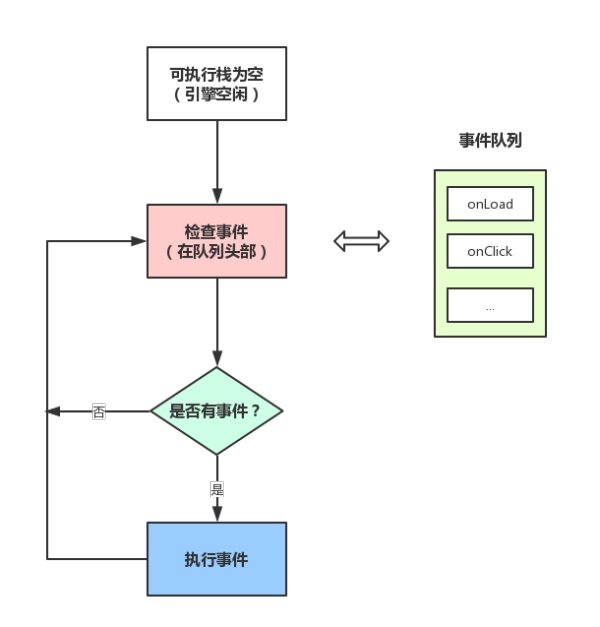 可执行栈为空
（引擎空闲）
事件队列
检查事件
（在队列头部）
onLoad
onClick
...
是否有事件？
否
是
执行事件